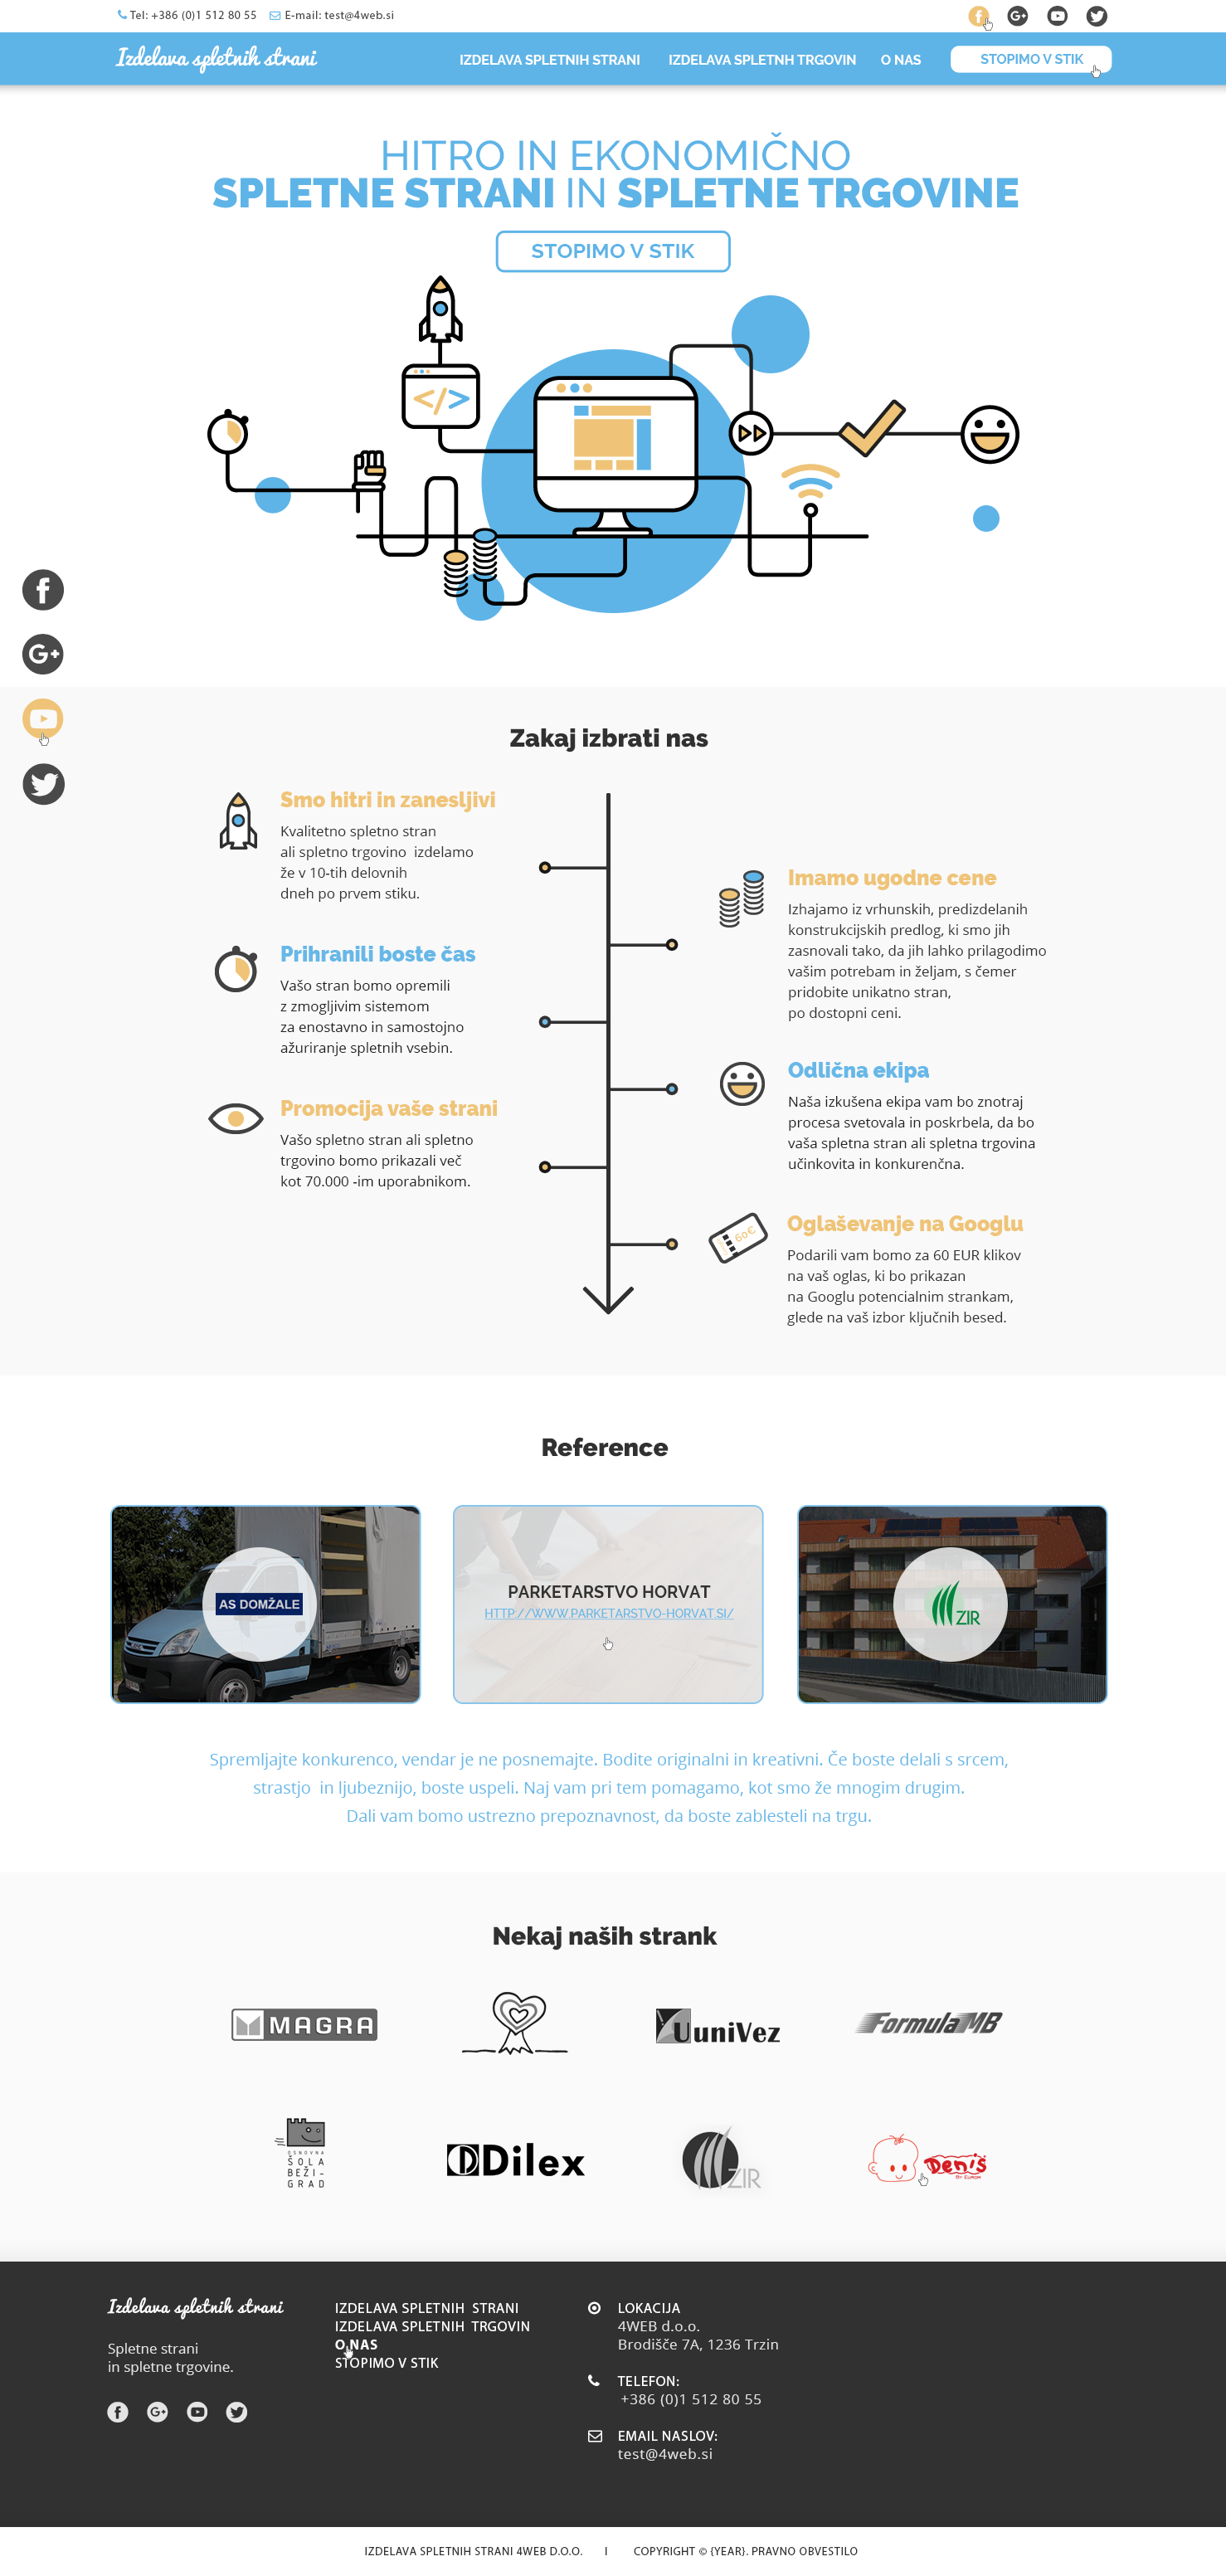 Tel: +386 (0)1 512 80 55 E-mail: test@4web.si
Izdelava spletnih strani
IZDELAVA SPLETNIH STRANI IZDELAVA SPLETNH TRGOVIN O NAS STOPIMO V STIK
HITRO IN EKONOMIČNO
SPLETNE STRANI IN SPLETNE TRGOVINE
STOPIMO V STIK
Zakaj izbrati nas
Smo hitri in zanesljivi
Kvalitetno spletno stran
ali spletno trgovino izdelamo
že v 10-tih delovnih
dneh po prvem stiku.
Imamo ugodne cene
Izhajamo iz vrhunskih, predizdelanih
konstrukcijskih predlog, ki smo jih
zasnovali tako, da jih lahko prilagodimo
vašim potrebam in željam, s čemer
pridobite unikatno stran,
po dostopni ceni.
Prihranili boste čas
Vašo stran bomo opremili
z zmogljivim sistemom
za enostavno in samostojno
ažuriranje spletnih vsebin.
Odlična ekipa
Naša izkušena ekipa vam bo znotraj
procesa svetovala in poskrbela, da bo
vaša spletna stran ali spletna trgovina
učinkovita in konkurenčna.
Promocija vaše strani
Vašo spletno stran ali spletno
trgovino bomo prikazali več
kot 70.000 -im uporabnikom.
60€
Oglaševanje na Googlu
Podarili vam bomo za 60 EUR klikov
na vaš oglas, ki bo prikazan
na Googlu potencialnim strankam,
glede na vaš izbor ključnih besed.
Reference
AS DOMŽALE
PARKETARSTVO HORVAT
HTTP://WWW.PARKETARSTVO-HORVAT.SI/
ZIR
Spremljajte konkurenco, vendar je ne posnemajte. Bodite originalni in kreativni. Če boste delali s srcem,
strastjo in ljubeznijo, boste uspeli. Naj vam pri tem pomagamo, kot smo že mnogim drugim.
Dali vam bomo ustrezno prepoznavnost, da boste zablesteli na trgu.
Nekaj naših strank
MAGRA
UuniVez
FormulaMB
OSNOVNA
ŠOLA
BEŽI-
GRAD
Dilex
ZIR
Denis
BY EUROM
Izdelava spletnih strani
Spletne strani
in spletne trgovine.
IZDELAVA SPLETNIH STRANI
IZDELAVA SPLETNIH TRGOVIN
O NAS
STOPIMO V STIK
LOKACIJA
4WEB d.o.o.
Brodišče 7A, 1236 Trzin
TELEFON:
+386 (0)1 512 80 55
EMAIL NASLOV:
test@4web.si
IZDELAVA SPLETNIH STRANI 4WEB D.O.O. I COPYRIGHT © {YEAR}. PRAVNO OBVESTILO